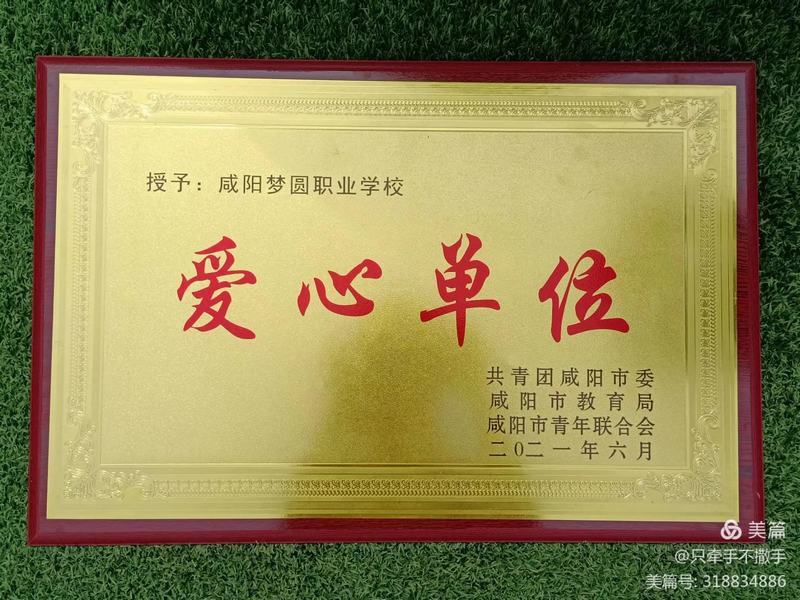 授予：咸阳梦圆职业学校
爱心单位
共青团咸阳市委
咸阳市教育局
咸阳市青年联合会
二〇二一年六月
美篇
@只牵手不撒手
美篇号: 318834886